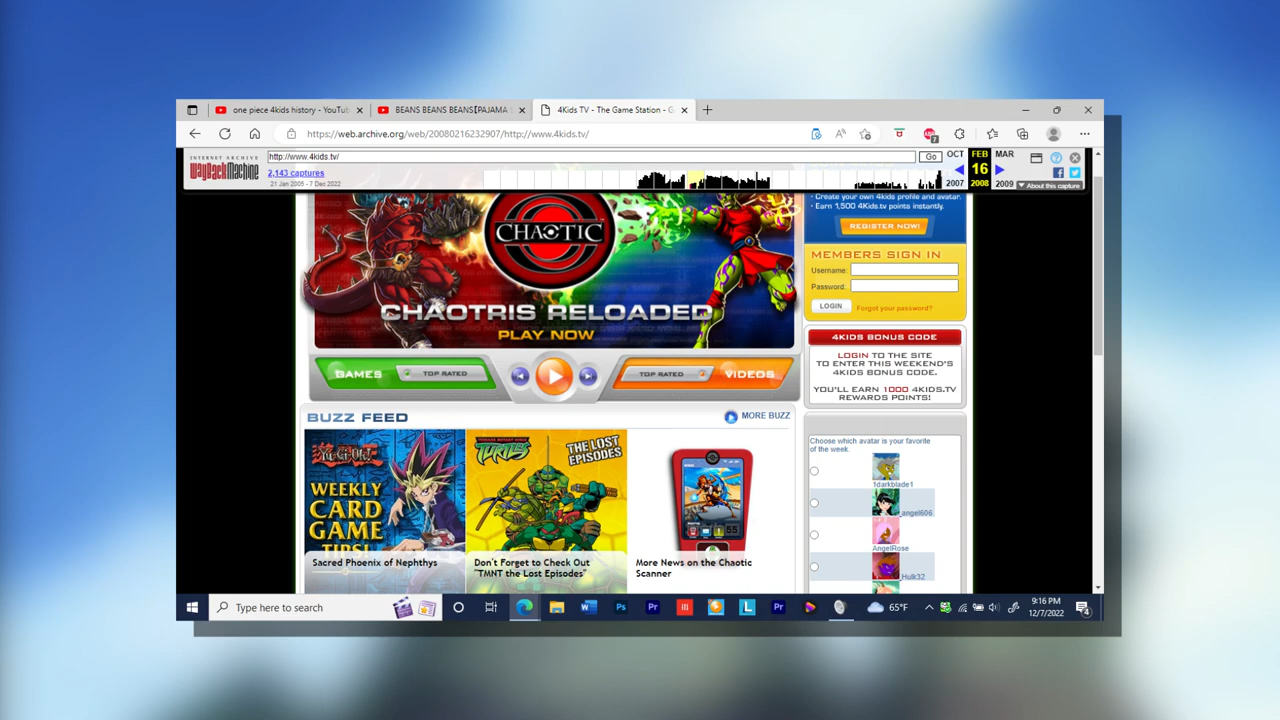 one piece 4kids history - YouTub
BEANS BEANS BEANS【PAJAMA
4Kids TV - The Game Station - G
https://web.archive.org/web/20080216232907/http://www.4kids.tv/
7
INTERNET ARCHIVE
WayBackMachine
http://www.4kids.tv/
Go
OCT
FEB
MAR
2,143 captures
16
21 Jan 2005 - 7 Dec 2022
2007
2008
2009
About this capture
Create your own 4kids profile and avatar.
Earn 1,500 4Kids.tv points instantly.
REGISTER NOW!
CHAOTIC
CHAOTRIS RELOADED
PLAY NOW
MEMBERS SIGN IN
Username:
Password:
LOGIN
Forgot your password?
4KIDS BONUS CODE
LOGIN TO THE SITE
TO ENTER THIS WEEKEND'S
4KIDS BONUS CODE.
YOU'LL EARN 1000 4KIDS.TV
REWARDS POINTS!
GAMES
TOP RATED
TOP RATED
VIDEOS
BUZZ FEED
MORE BUZZ
Yu-Gi-Oh!
WEEKLY
CARD
GAME
TIPS!
Sacred Phoenix of Nephthys
TURTLES
THE LOST
EPISODES
Don't Forget to Check Out
"TMNT the Lost Episodes"
55
More News on the Chaotic
Scanner
Choose which avatar is your favorite
of the week.
1darkblade1
_angel606
AngelRose
_Hulk32
Type here to search
65°F
9:16 PM
12/7/2022
4